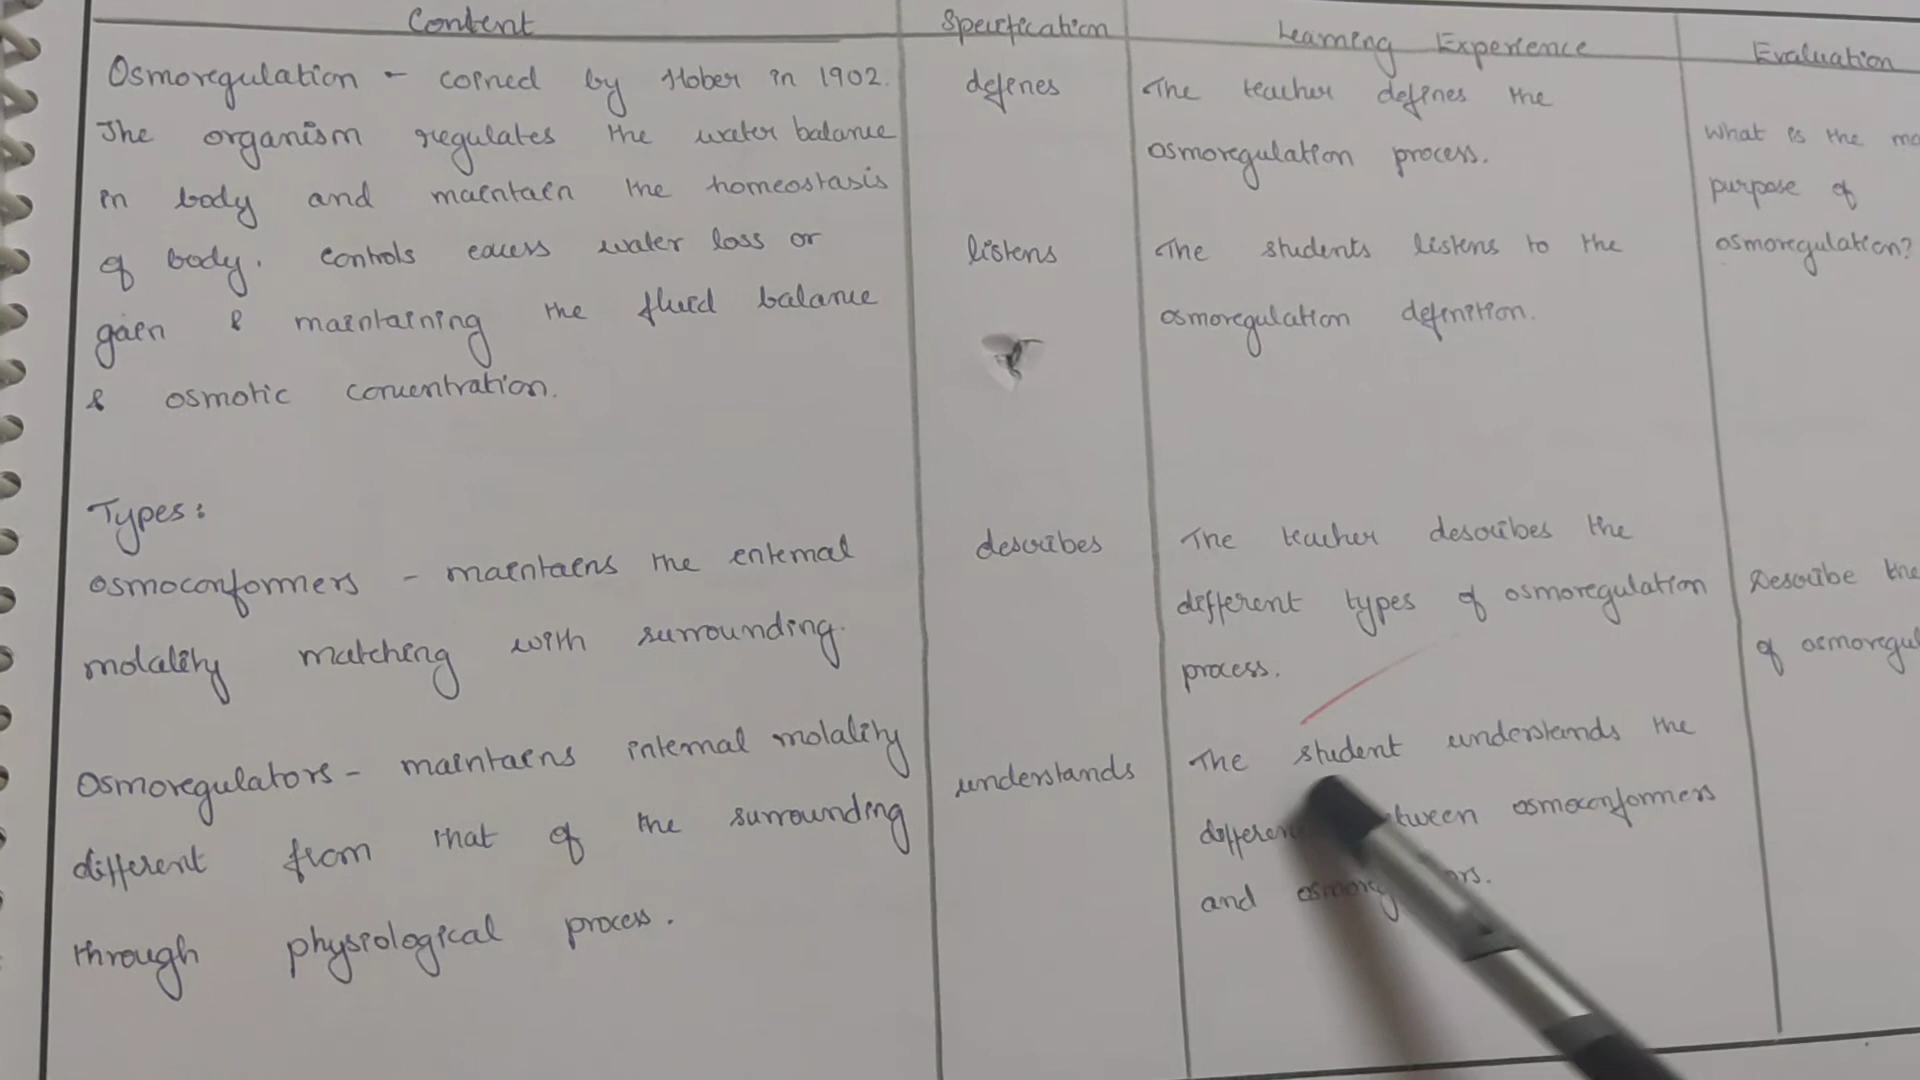 Content
Osmoregulation - coined by Hober in 1902.
The organism regulates the water balance
in body and maintain the homeostasis
of body. controls excess water loss or
gain & maintaining the fluid balance
& osmotic concentration.
Types:
osmoconformers - maintains the enternal
molality matching with surrounding.
Osmoregulators - maintains internal molality
different from that of the surrounding
through physiological process.
Specification
defines
listens
describes
understands
Learning Experience
The teacher defines the
osmoregulation process.
The students listens to the
osmoregulation definition.
The teacher describes the
different types of osmoregulation
process.
The student understands the
osmoconformers
and
Evaluation
What is the
purpose of
osmoregulation?
Describe the
of